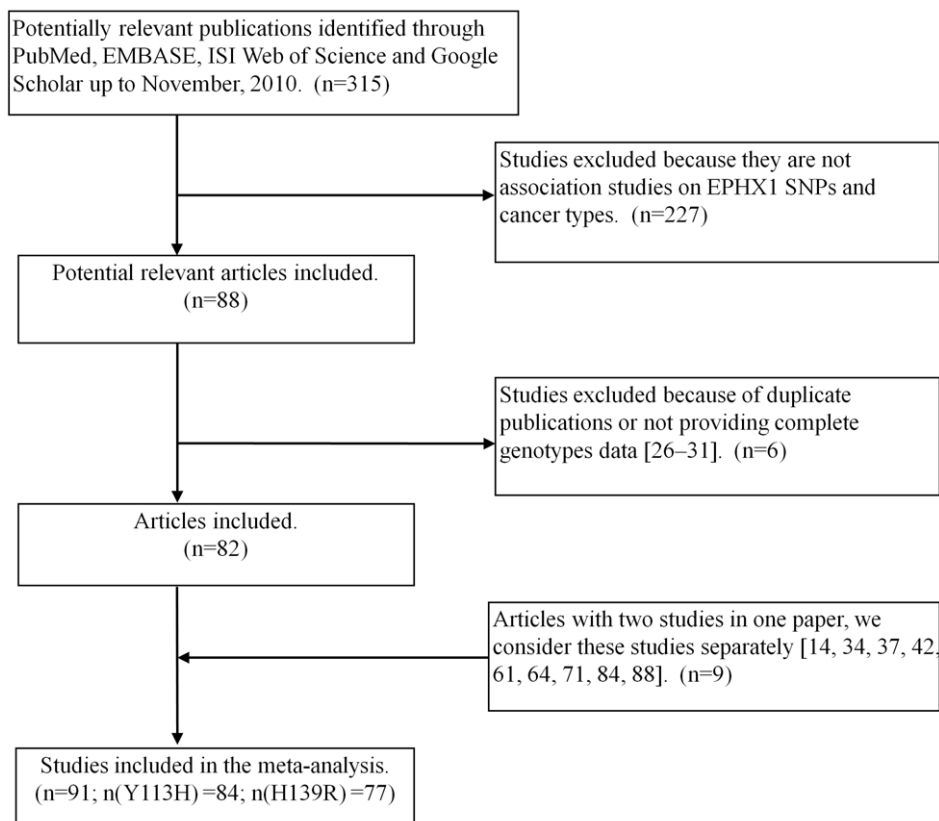 Potentially relevant publications identified through
PubMed, EMBASE, ISI Web of Science and Google
Scholar up to November, 2010. (n=315)
Studies excluded because they are not
association studies on EPHX1 SNPs and
cancer types. (n=227)
Potential relevant articles included.
(n=88)
Studies excluded because of duplicate
publications or not providing complete
genotypes data [26–31]. (n=6)
Articles included.
(n=82)
Articles with two studies in one paper, we
consider these studies separately [14, 34, 37, 42,
61, 64, 71, 84, 88]. (n=9)
Studies included in the meta-analysis.
(n=91; n(Y113H) =84; n(H139R) =77)